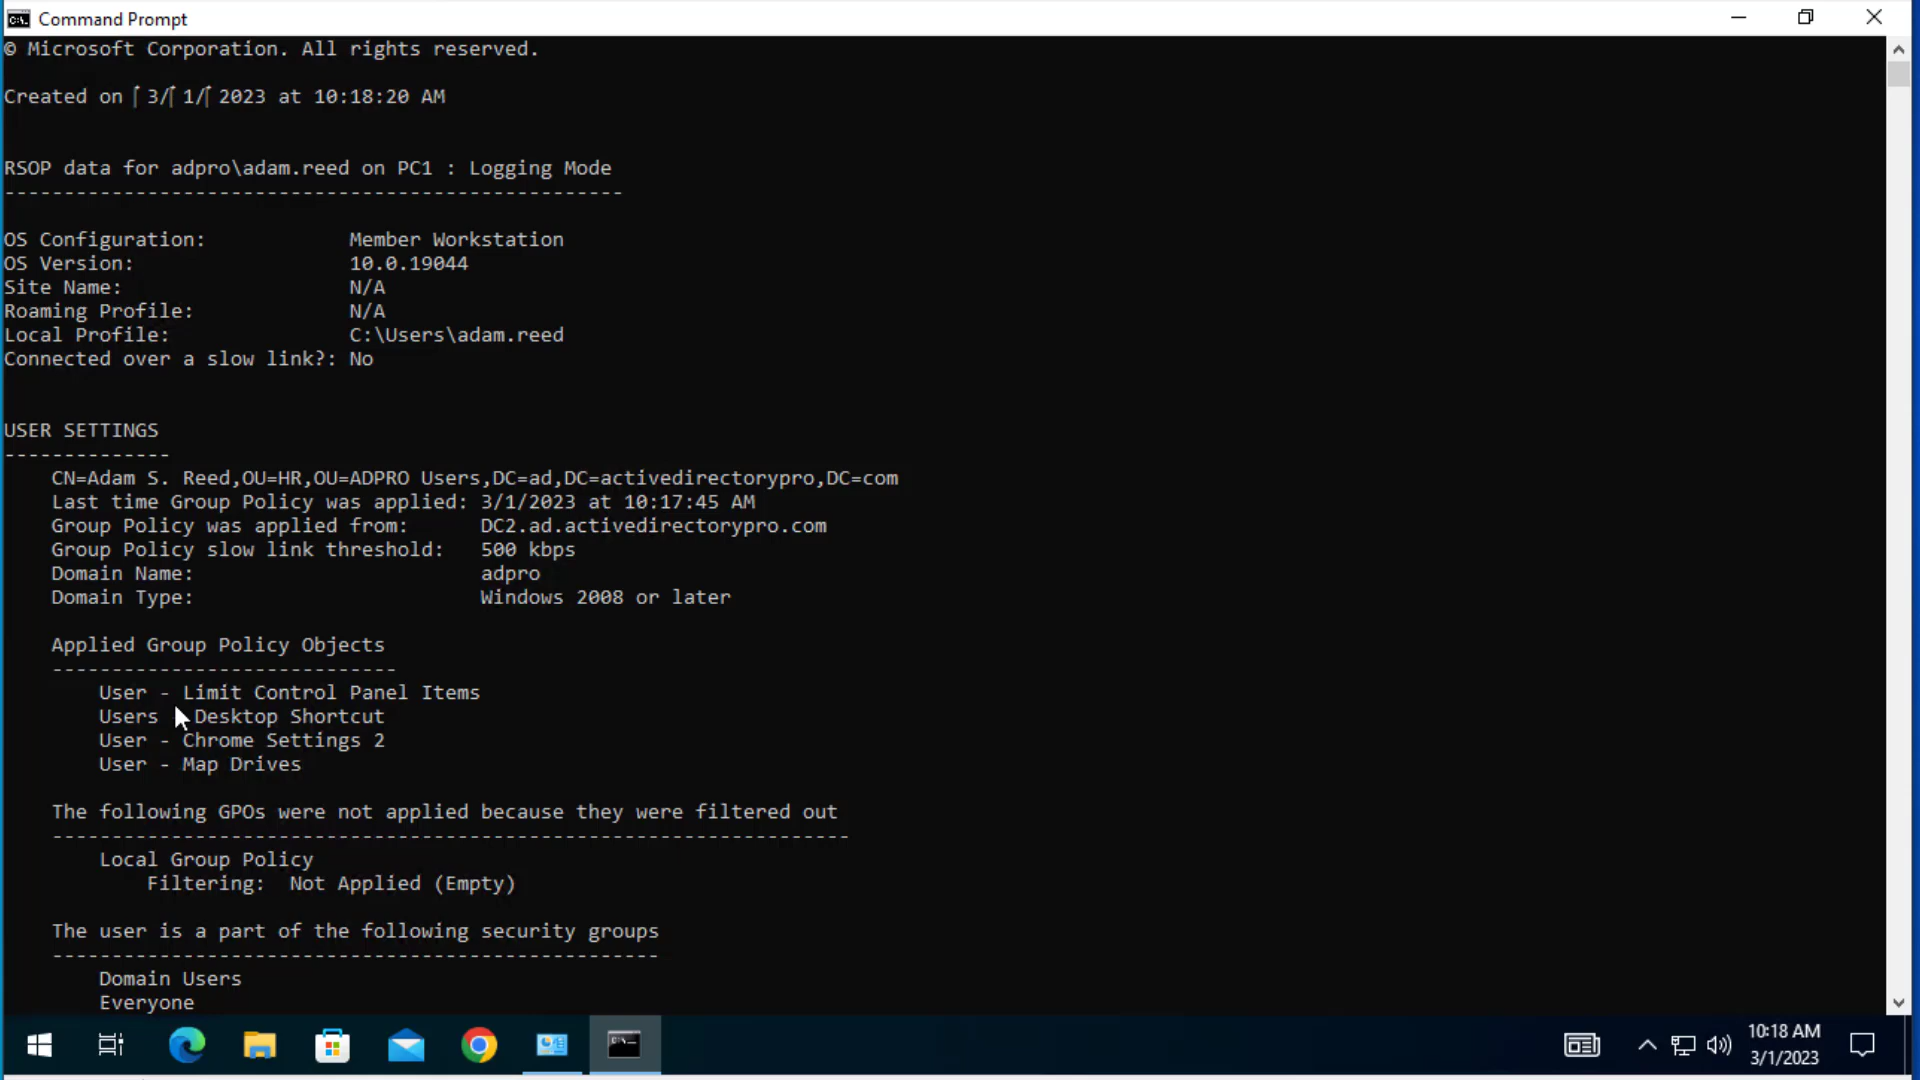 Command Prompt
© Microsoft Corporation. All rights reserved.
Created on ⎡ 3/⎡ 1/⎡ 2023 at 10:18:20 AM
RSOP data for adpro\adam.reed on PC1 : Logging Mode
----------------------------------------------------
OS Configuration:            Member Workstation
OS Version:                  10.0.19044
Site Name:                   N/A
Roaming Profile:             N/A
Local Profile:               C:\Users\adam.reed
Connected over a slow link?: No
USER SETTINGS
--------------
CN=Adam S. Reed,OU=HR,OU=ADPRO Users,DC=ad,DC=activedirectorypro,DC=com
Last time Group Policy was applied: 3/1/2023 at 10:17:45 AM
Group Policy was applied from:      DC2.ad.activedirectorypro.com
Group Policy slow link threshold:   500 kbps
Domain Name:                        adpro
Domain Type:                        Windows 2008 or later
Applied Group Policy Objects
-----------------------------
User - Limit Control Panel Items
Users - Desktop Shortcut
User - Chrome Settings 2
User - Map Drives
The following GPOs were not applied because they were filtered out
-------------------------------------------------------------------
Local Group Policy
Filtering:  Not Applied (Empty)
The user is a part of the following security groups
---------------------------------------------------
Domain Users
Everyone
10:18 AM
3/1/2023